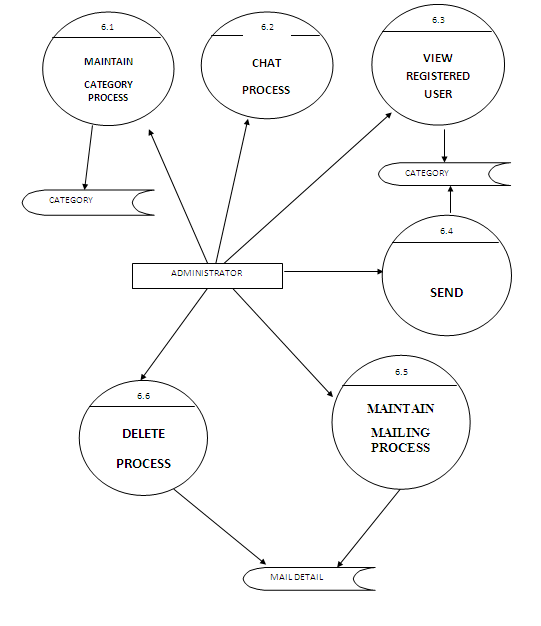 6.1
MAINTAIN
CATEGORY
PROCESS
6.2
CHAT
PROCESS
6.3
VIEW
REGISTERED
USER
CATEGORY
CATEGORY
6.4
SEND
ADMINISTRATOR
6.5
MAINTAIN
MAILING
PROCESS
6.6
DELETE
PROCESS
MAIL DETAIL